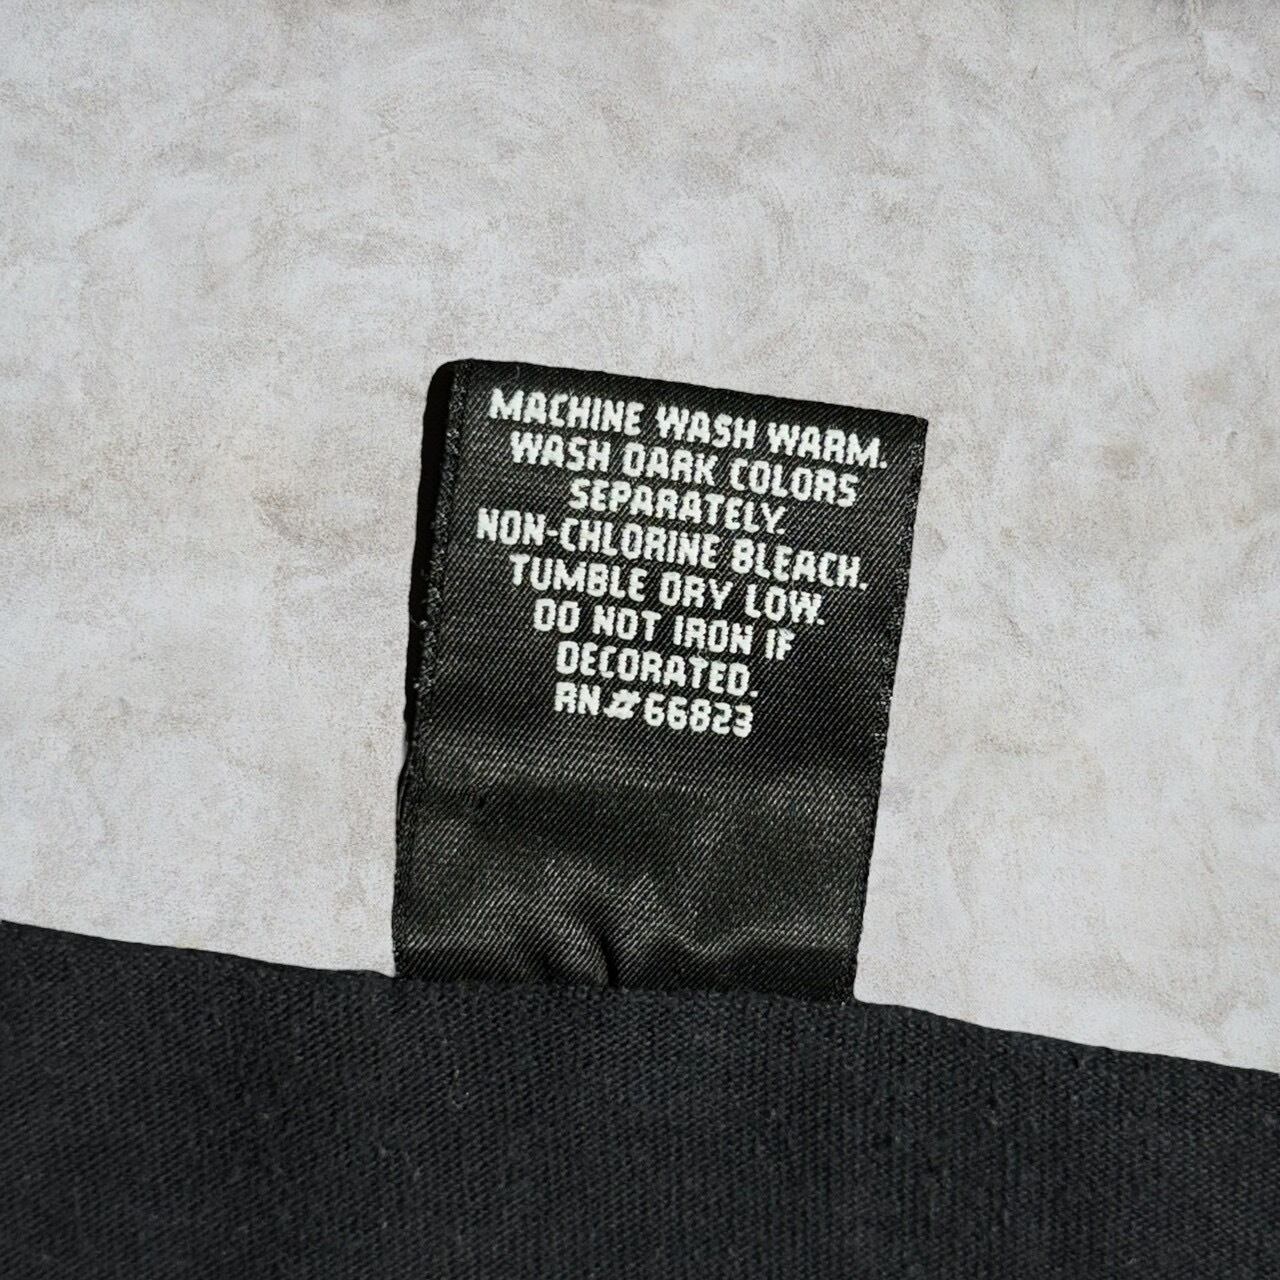 MACHINE WASH WARM.
WASH DARK COLORS
SEPARATELY.
NON-CHLORINE BLEACH.
TUMBLE DRY LOW.
DO NOT IRON IF
DECORATED.
RN#66823